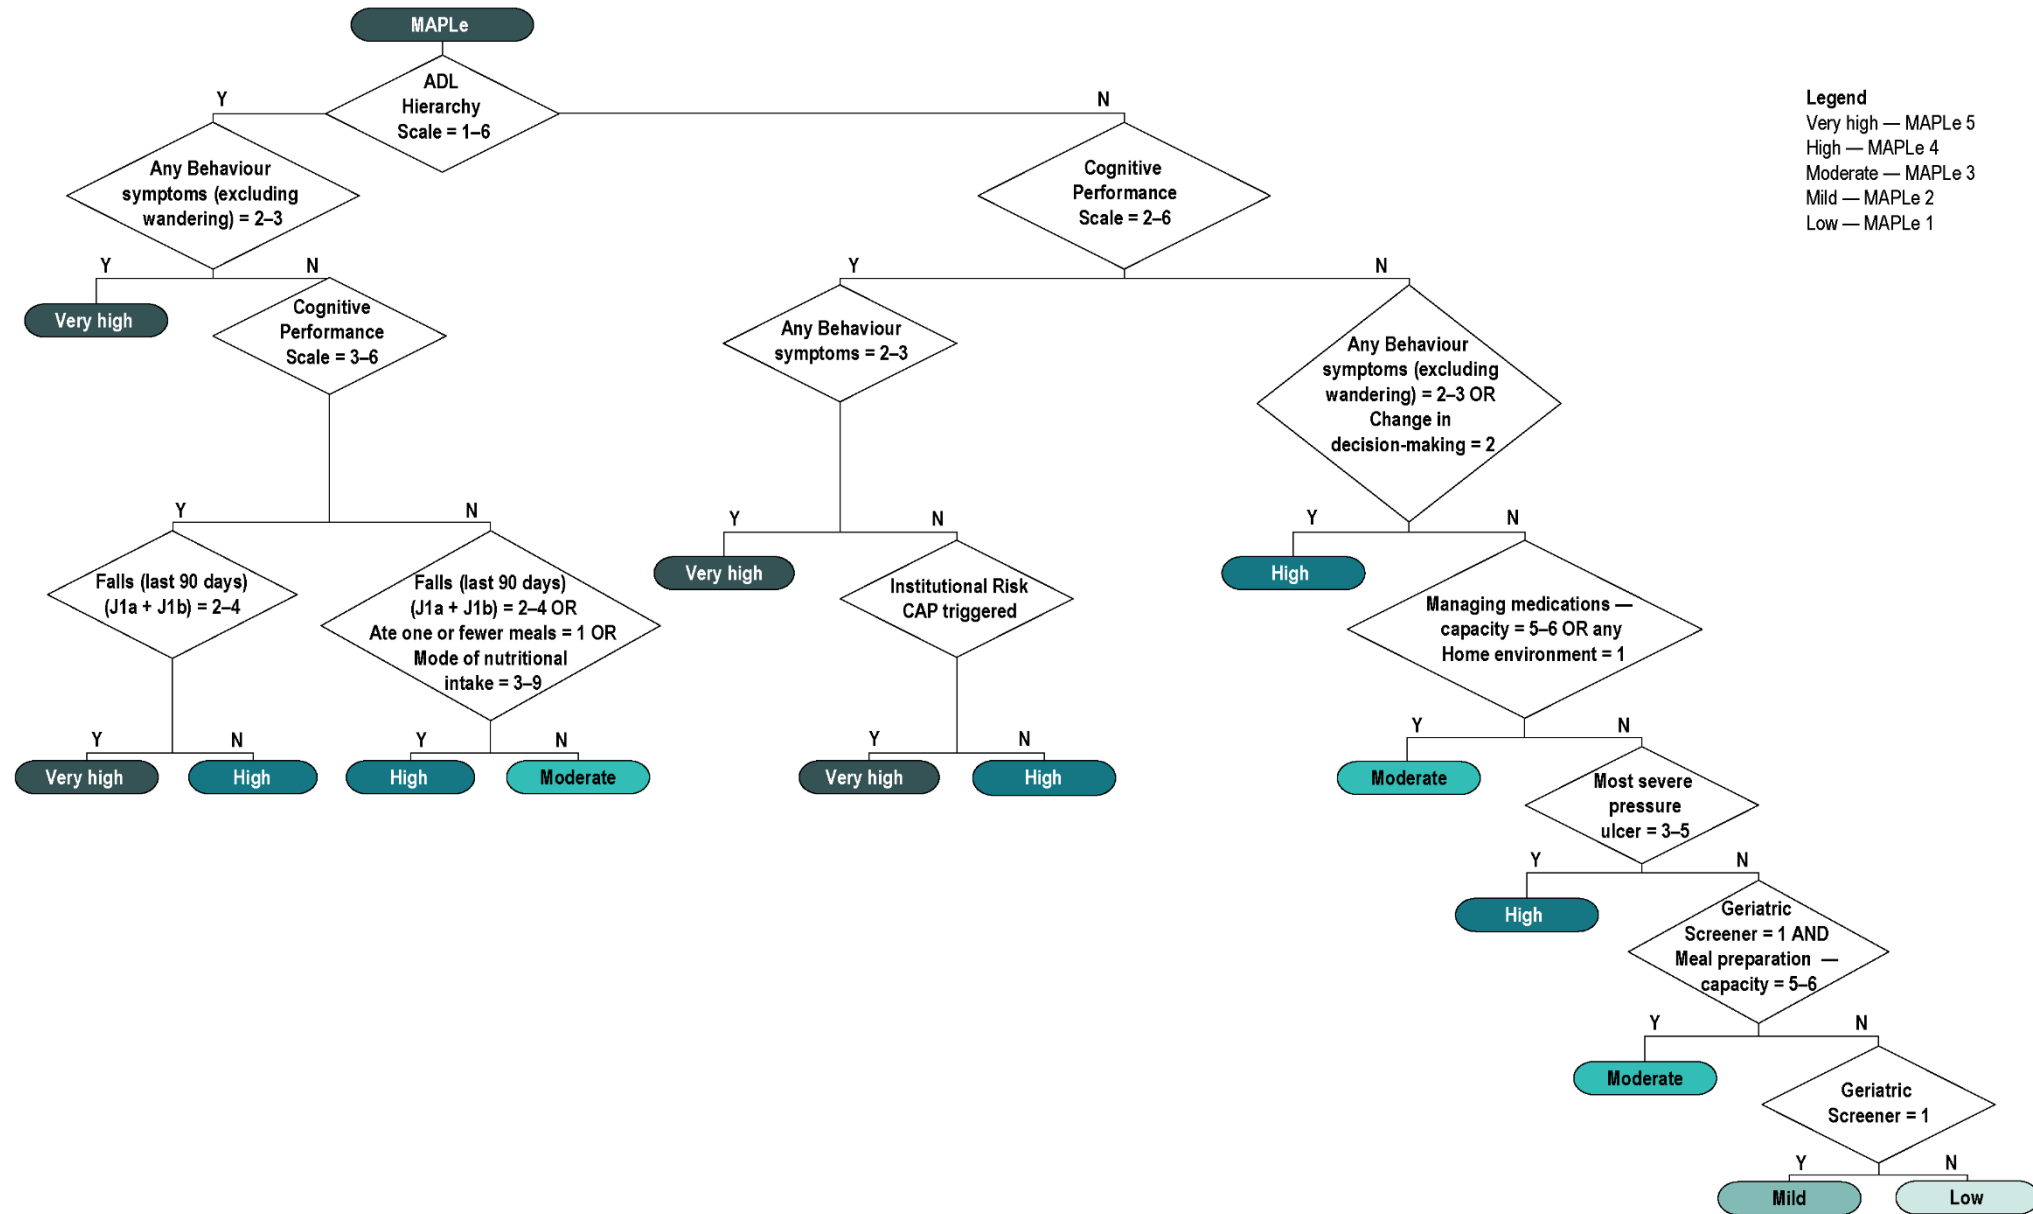 MAPLe
ADL
Hierarchy
Scale = 1–6
Y
N
Legend
Very high — MAPLe 5
High — MAPLe 4
Moderate — MAPLe 3
Mild — MAPLe 2
Low — MAPLe 1
Any Behaviour
symptoms (excluding
wandering) = 2–3
Cognitive
Performance
Scale = 2–6
Y
N
Y
N
Very high
Cognitive
Performance
Scale = 3–6
Any Behaviour
symptoms = 2–3
Any Behaviour
symptoms (excluding
wandering) = 2–3 OR
Change in
decision-making = 2
Y
N
Y
N
Y
N
Very high
High
Falls (last 90 days)
(J1a + J1b) = 2–4
Falls (last 90 days)
(J1a + J1b) = 2–4 OR
Ate one or fewer meals = 1 OR
Mode of nutritional
intake = 3–9
Institutional Risk
CAP triggered
Managing medications —
capacity = 5–6 OR any
Home environment = 1
Y
N
Y
N
Y
N
Y
N
Very high
High
High
Moderate
Very high
High
Moderate
Most severe
pressure
ulcer = 3–5
Y
N
High
Geriatric
Screener = 1 AND
Meal preparation —
capacity = 5–6
Y
N
Moderate
Geriatric
Screener = 1
Y
N
Mild
Low